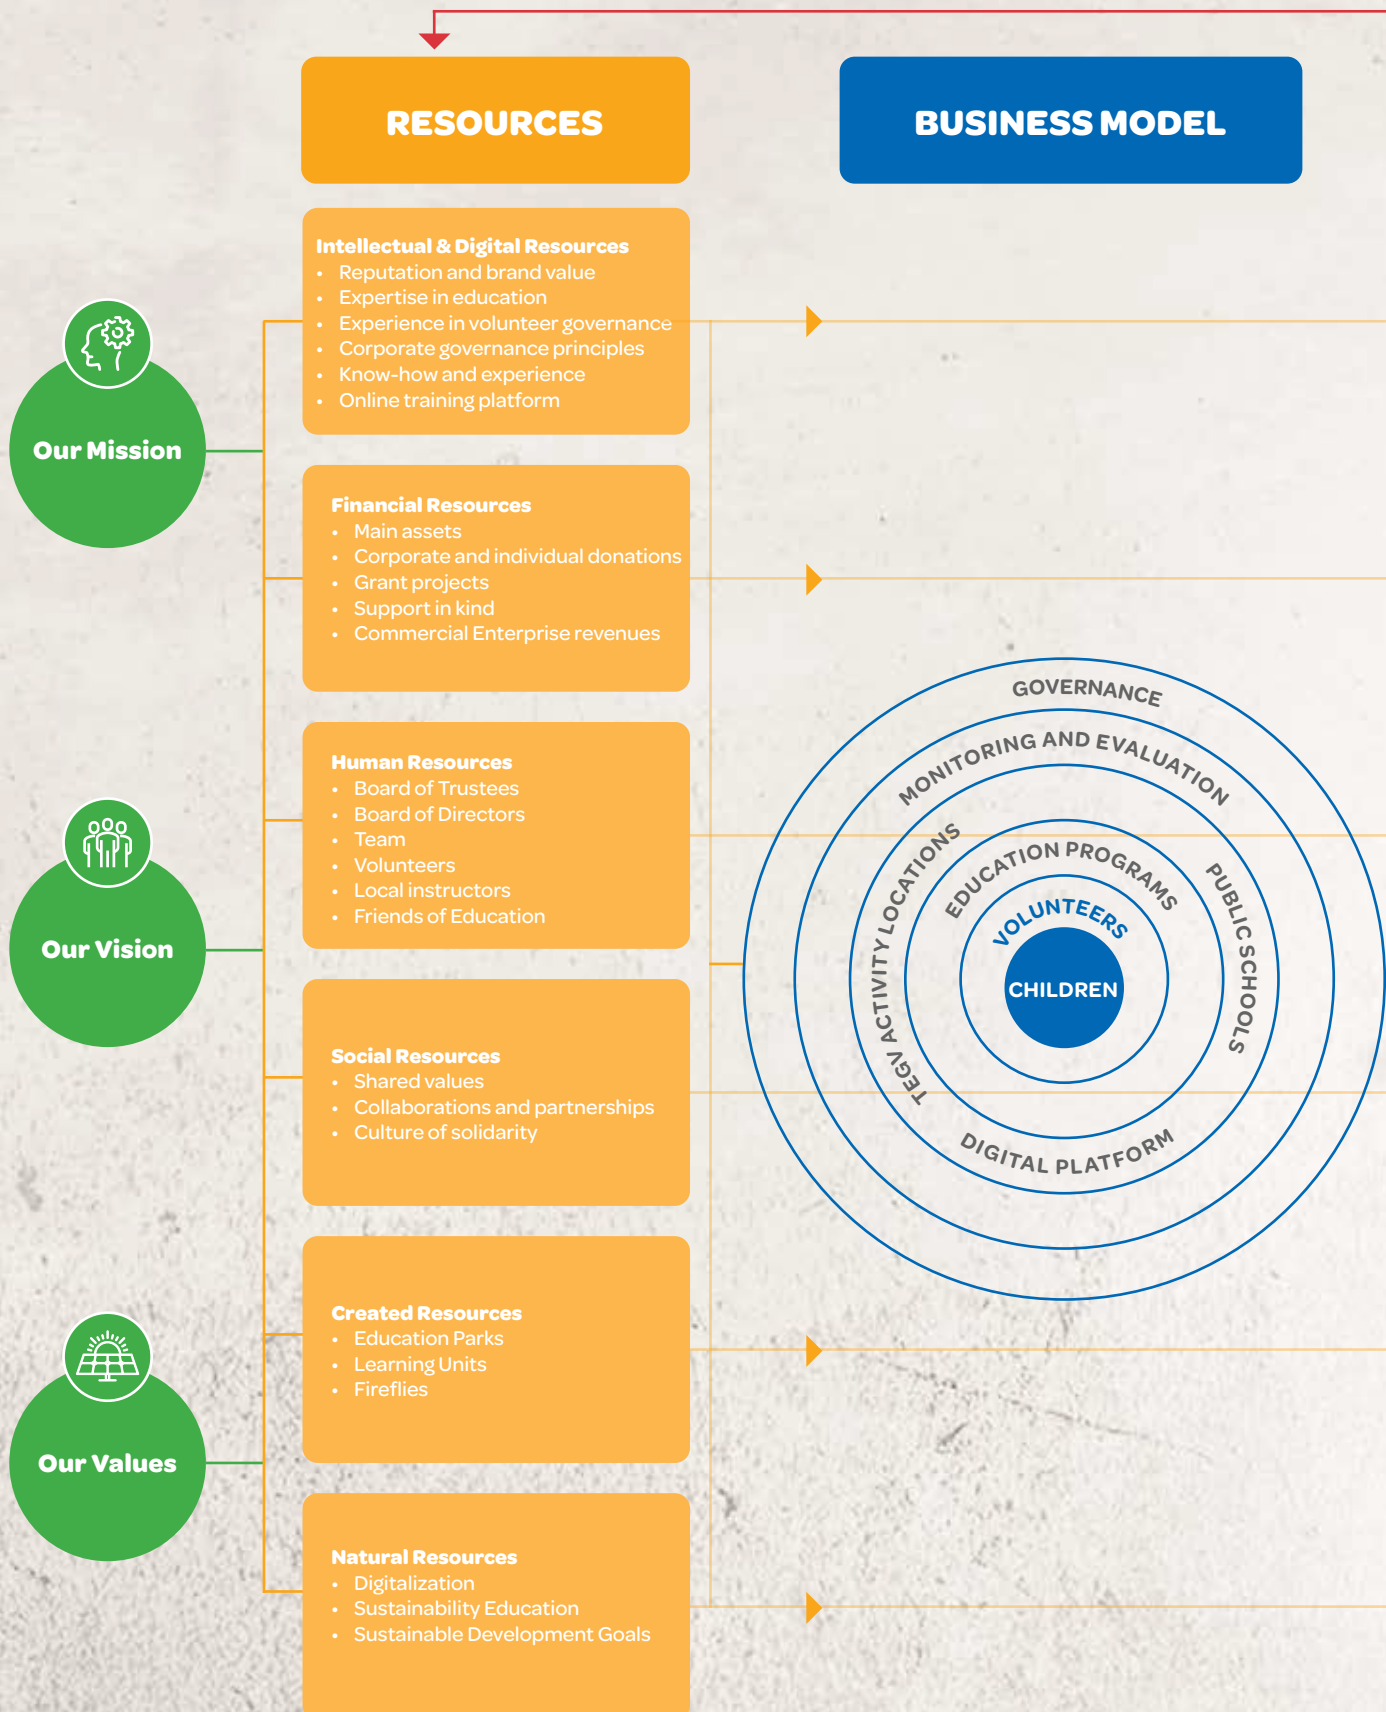 RESOURCES
BUSINESS MODEL
Our Mission
Our Vision
Our Values
Intellectual & Digital Resources
• Reputation and brand value
• Expertise in education
• Experience in volunteer governance
• Corporate governance principles
• Know-how and experience
• Online training platform
Financial Resources
• Main assets
• Corporate and individual donations
• Grant projects
• Support in kind
• Commercial Enterprise revenues
Human Resources
• Board of Trustees
• Board of Directors
• Team
• Volunteers
• Local instructors
• Friends of Education
Social Resources
• Shared values
• Collaborations and partnerships
• Culture of solidarity
Created Resources
• Education Parks
• Learning Units
• Fireflies
Natural Resources
• Digitalization
• Sustainability Education
• Sustainable Development Goals
GOVERNANCE
MONITORING AND EVALUATION
TEGV ACTIVITY LOCATIONS
EDUCATION PROGRAMS
PUBLIC SCHOOLS
VOLUNTEERS
CHILDREN
DIGITAL PLATFORM